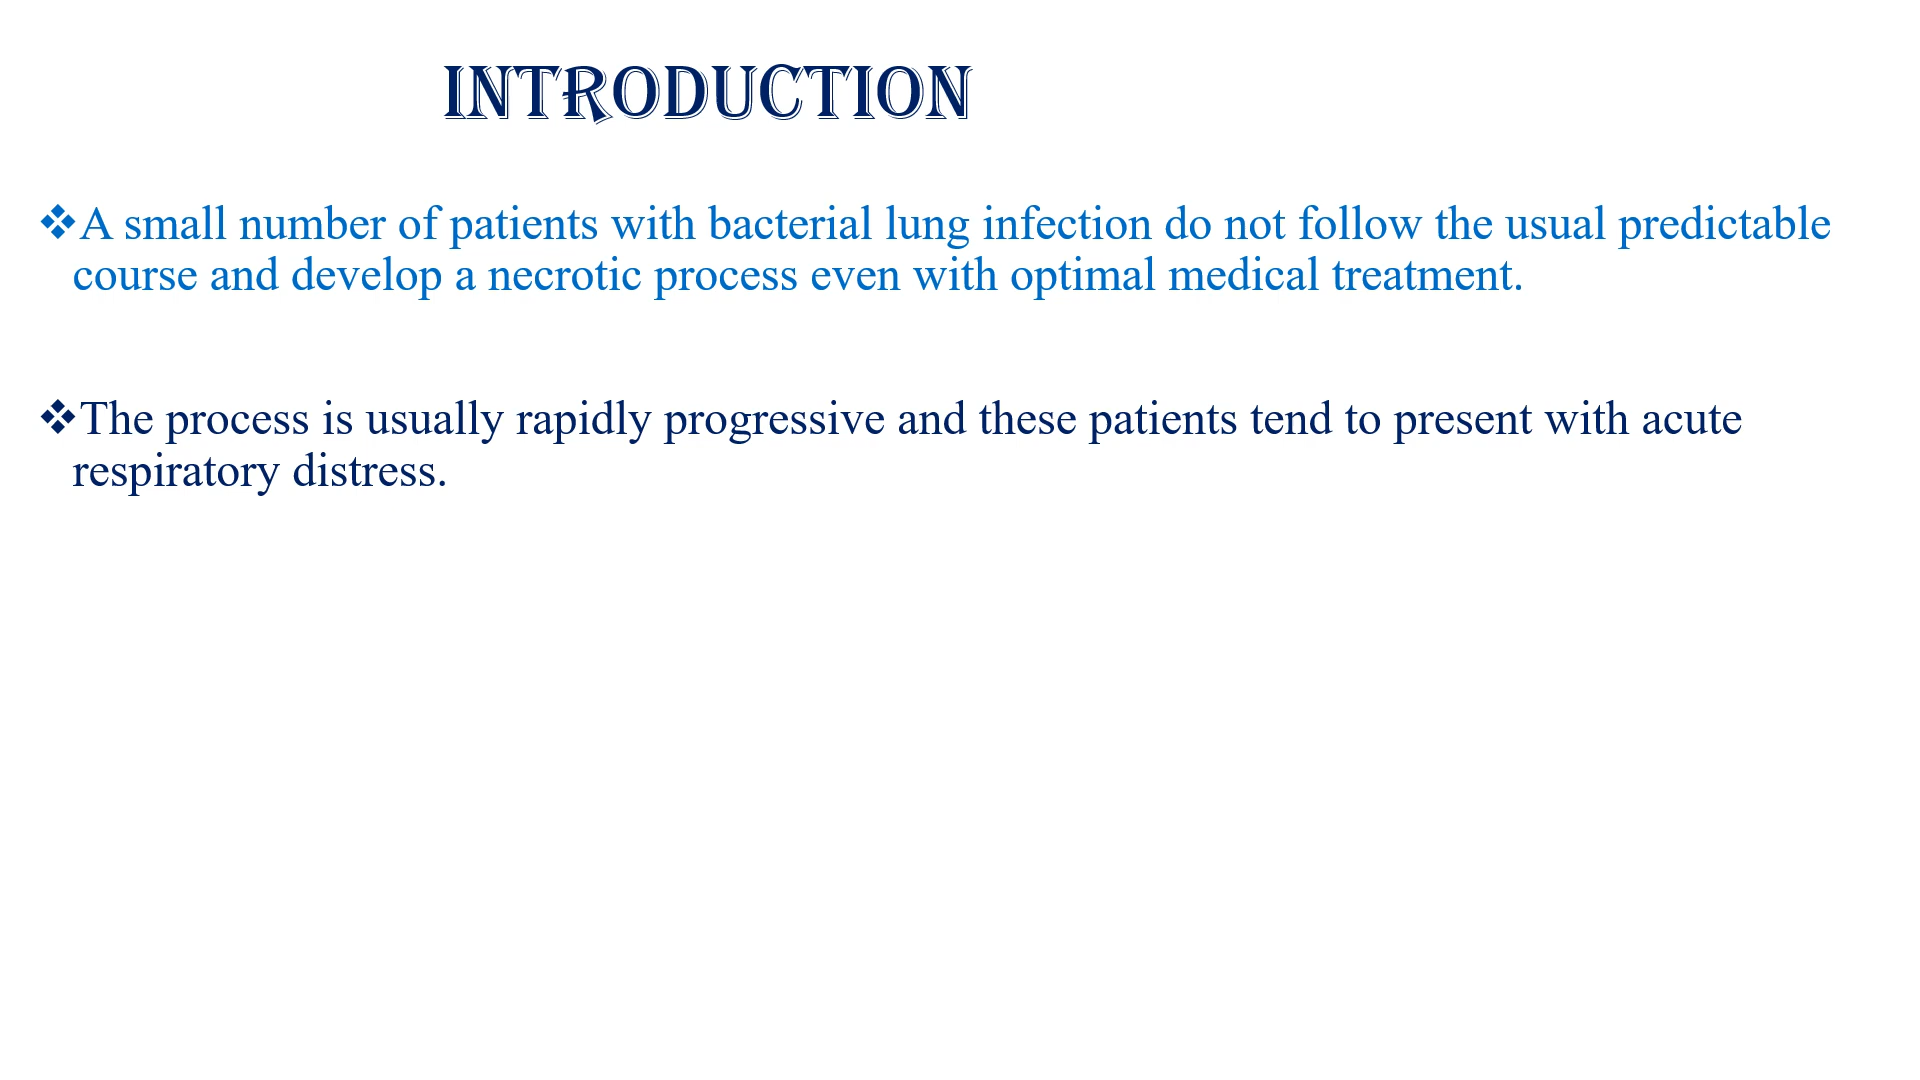 INTRODUCTION
❖A small number of patients with bacterial lung infection do not follow the usual predictable
course and develop a necrotic process even with optimal medical treatment.
❖The process is usually rapidly progressive and these patients tend to present with acute
respiratory distress.